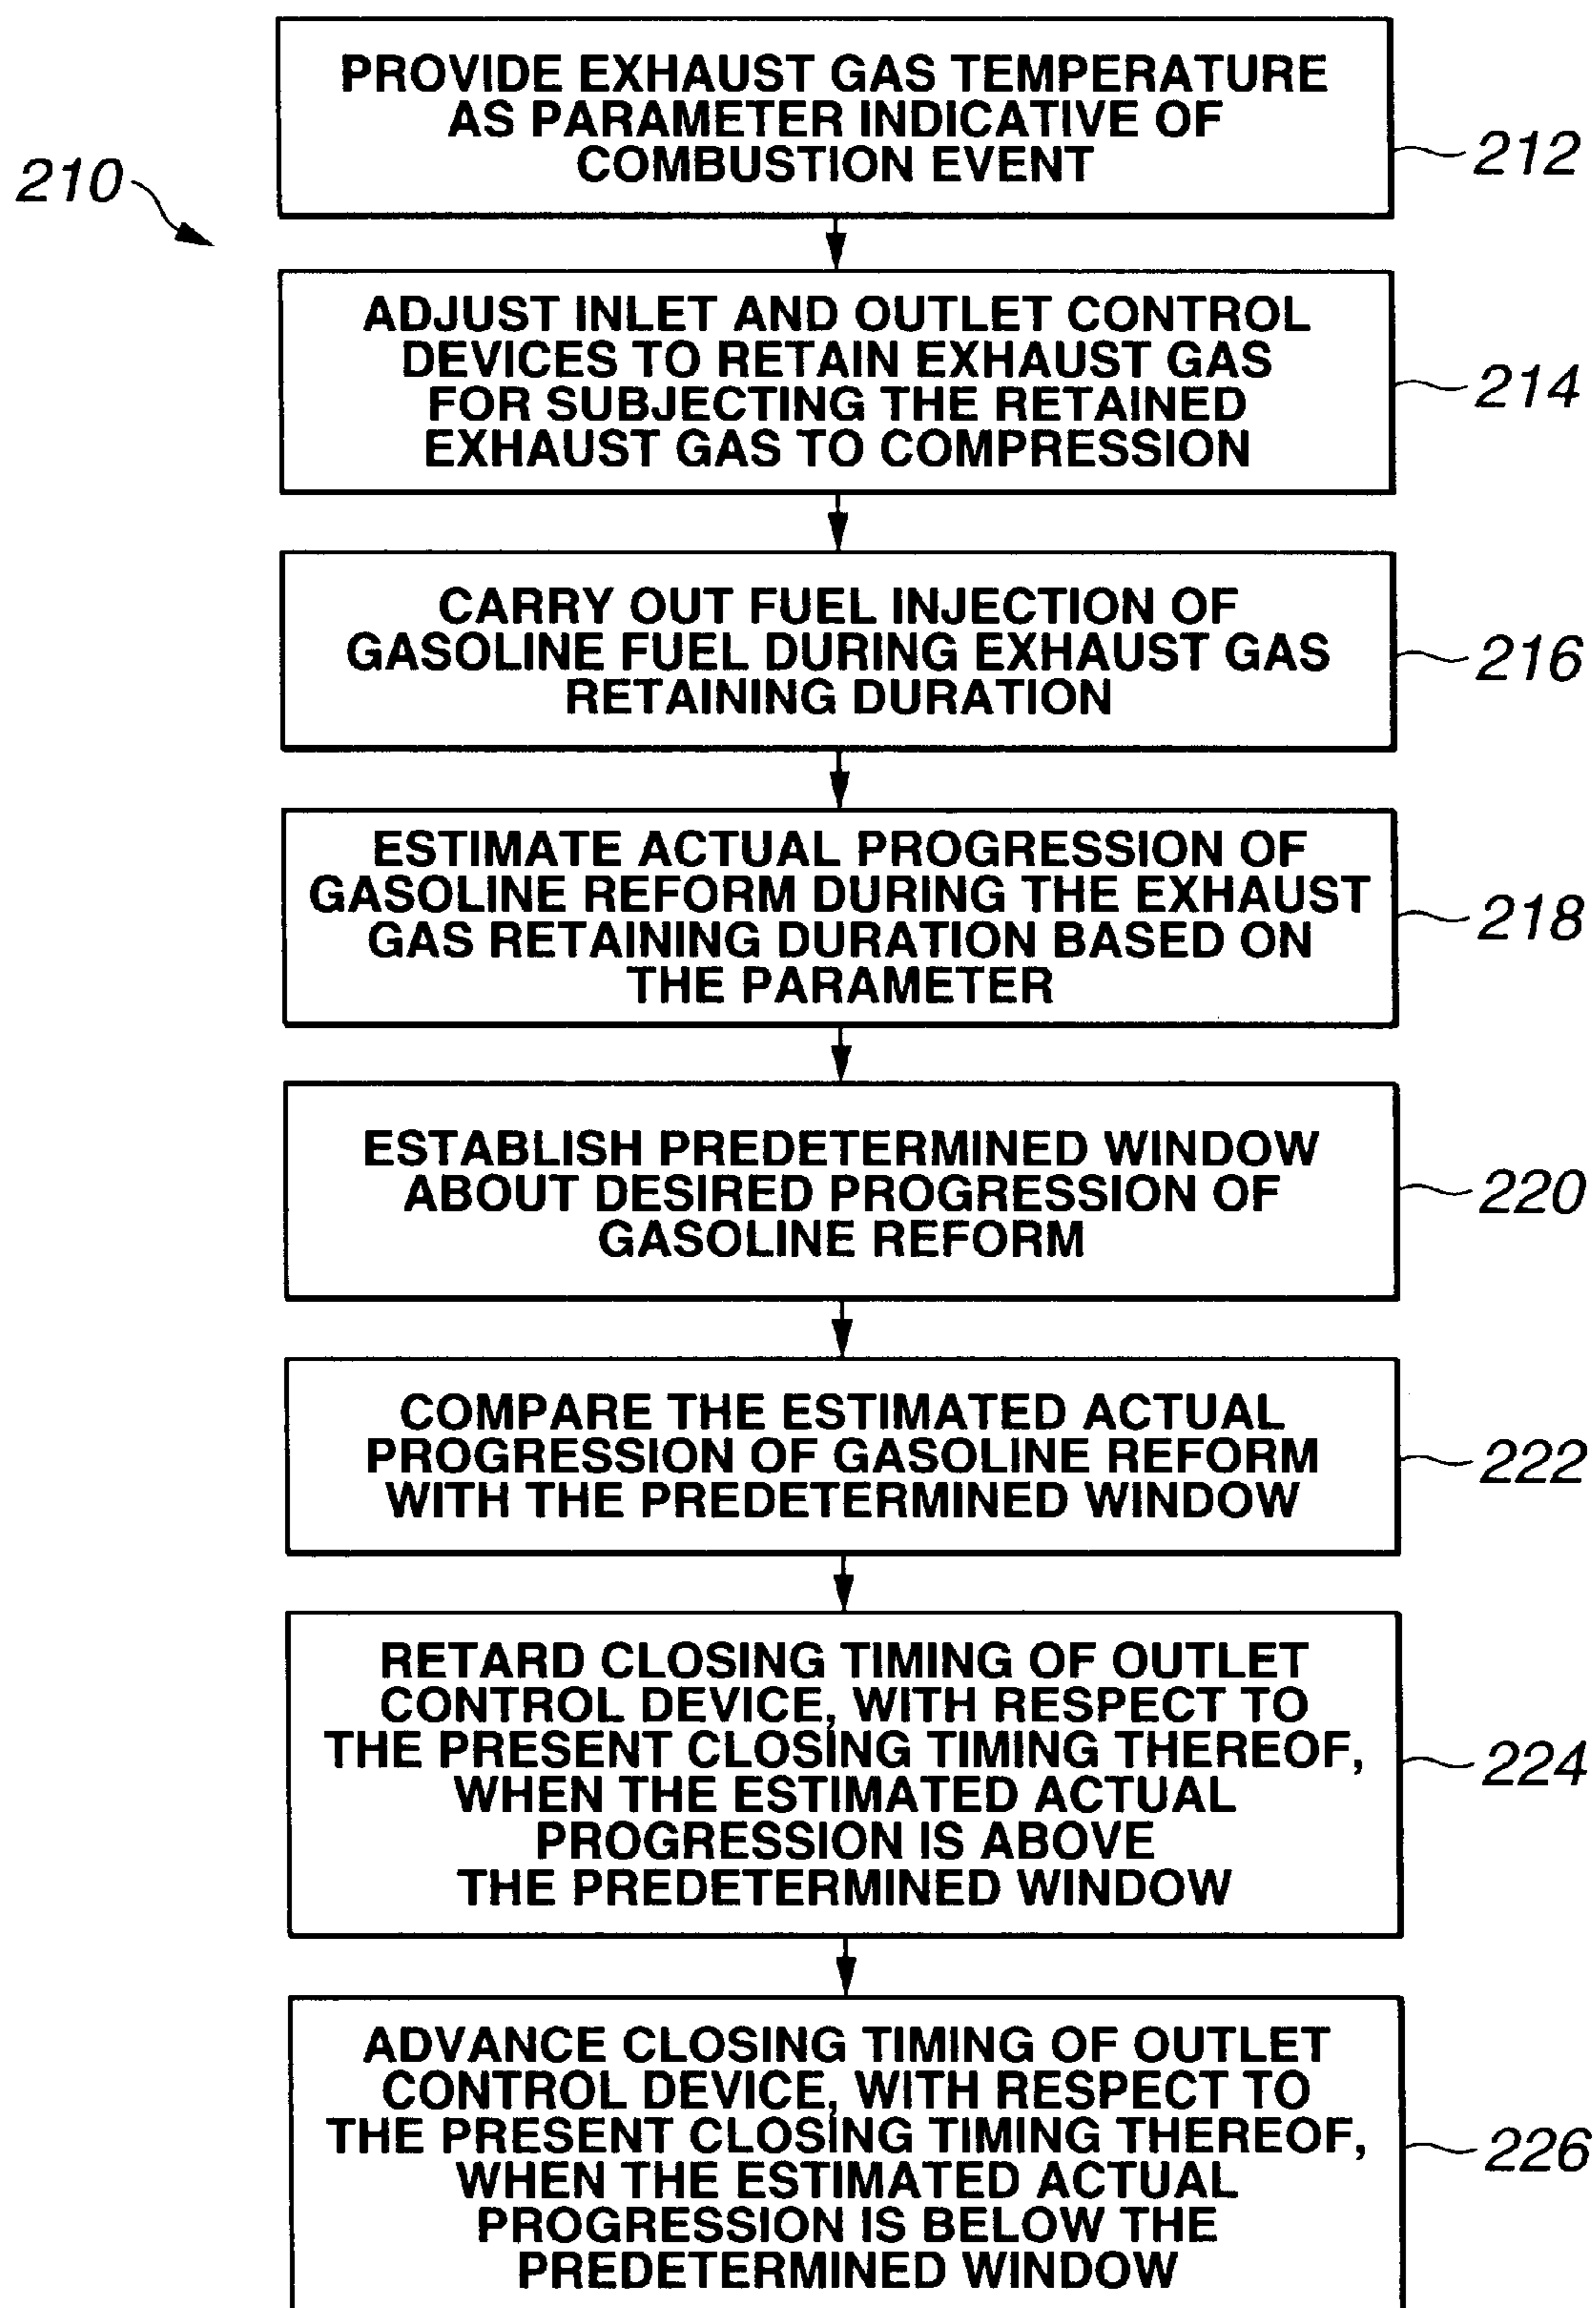 PROVIDE EXHAUST GAS TEMPERATURE
AS PARAMETER INDICATIVE OF
COMBUSTION EVENT
212
210
ADJUST INLET AND OUTLET CONTROL
DEVICES TO RETAIN EXHAUST GAS
FOR SUBJECTING THE RETAINED
EXHAUST GAS TO COMPRESSION
214
CARRY OUT FUEL INJECTION OF
GASOLINE FUEL DURING EXHAUST GAS
RETAINING DURATION
216
ESTIMATE ACTUAL PROGRESSION OF
GASOLINE REFORM DURING THE EXHAUST
GAS RETAINING DURATION BASED ON
THE PARAMETER
218
ESTABLISH PREDETERMINED WINDOW
ABOUT DESIRED PROGRESSION OF
GASOLINE REFORM
220
COMPARE THE ESTIMATED ACTUAL
PROGRESSION OF GASOLINE REFORM
WITH THE PREDETERMINED WINDOW
222
RETARD CLOSING TIMING OF OUTLET
CONTROL DEVICE, WITH RESPECT TO
THE PRESENT CLOSING TIMING THEREOF,
WHEN THE ESTIMATED ACTUAL
PROGRESSION IS ABOVE
THE PREDETERMINED WINDOW
224
ADVANCE CLOSING TIMING OF OUTLET
CONTROL DEVICE, WITH RESPECT TO
THE PRESENT CLOSING TIMING THEREOF,
WHEN THE ESTIMATED ACTUAL
PROGRESSION IS BELOW THE
PREDETERMINED WINDOW
226